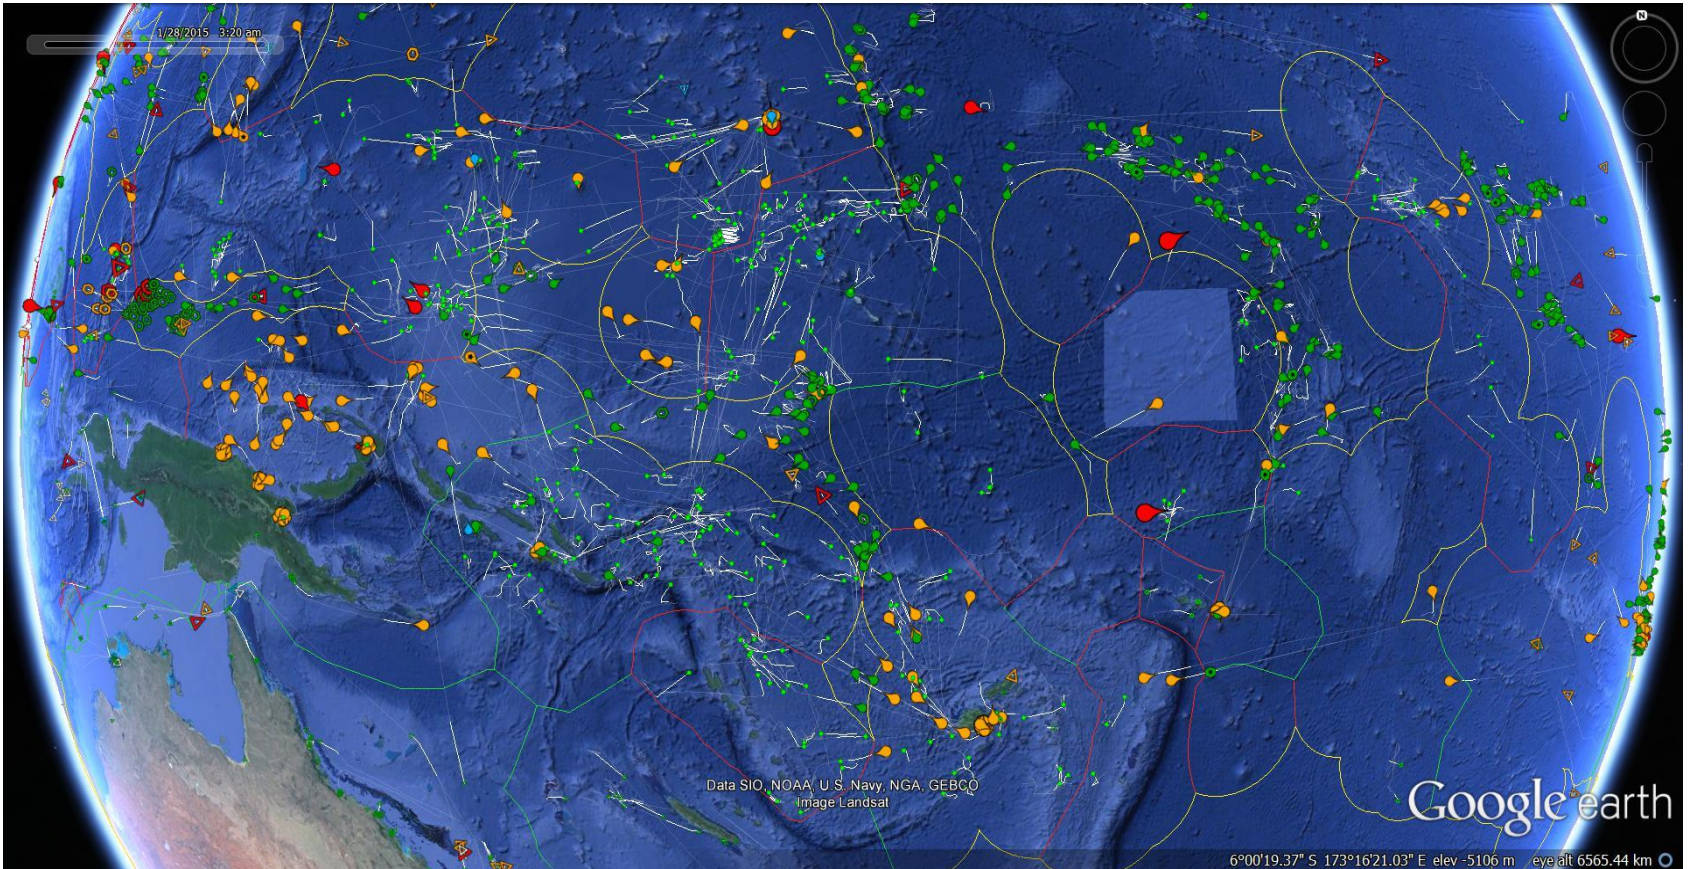 1/28/2015 3:20 am
N
Data SIO, NOAA, U.S. Navy, NGA, GEBCO
Image Landsat
Google earth
6°00'19.37" S 173°16'21.03" E elev -5106 m eye alt 6565.44 km